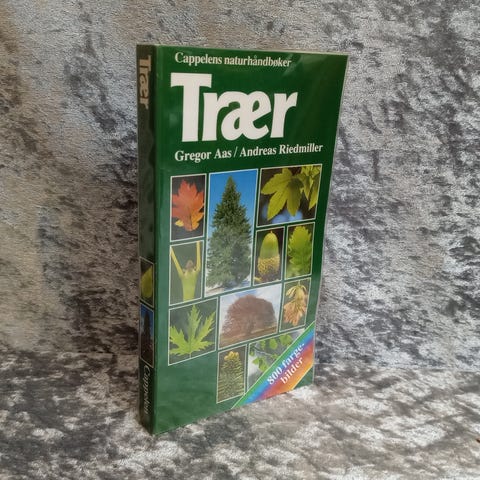 Cappelens naturhåndbøker
Trær
Gregor Aas / Andreas Riedmiller
800 farge-
bilder
Trær
Cappelen